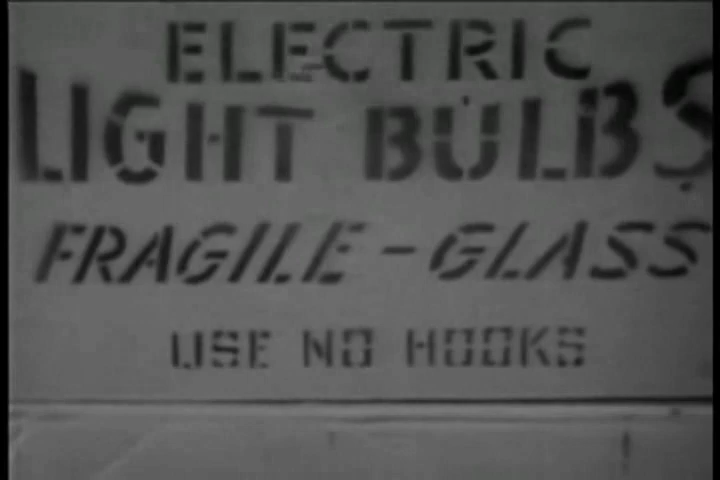 ELECTRIC
LIGHT BULBS
FRAGILE-GLASS
USE NO HOOKS